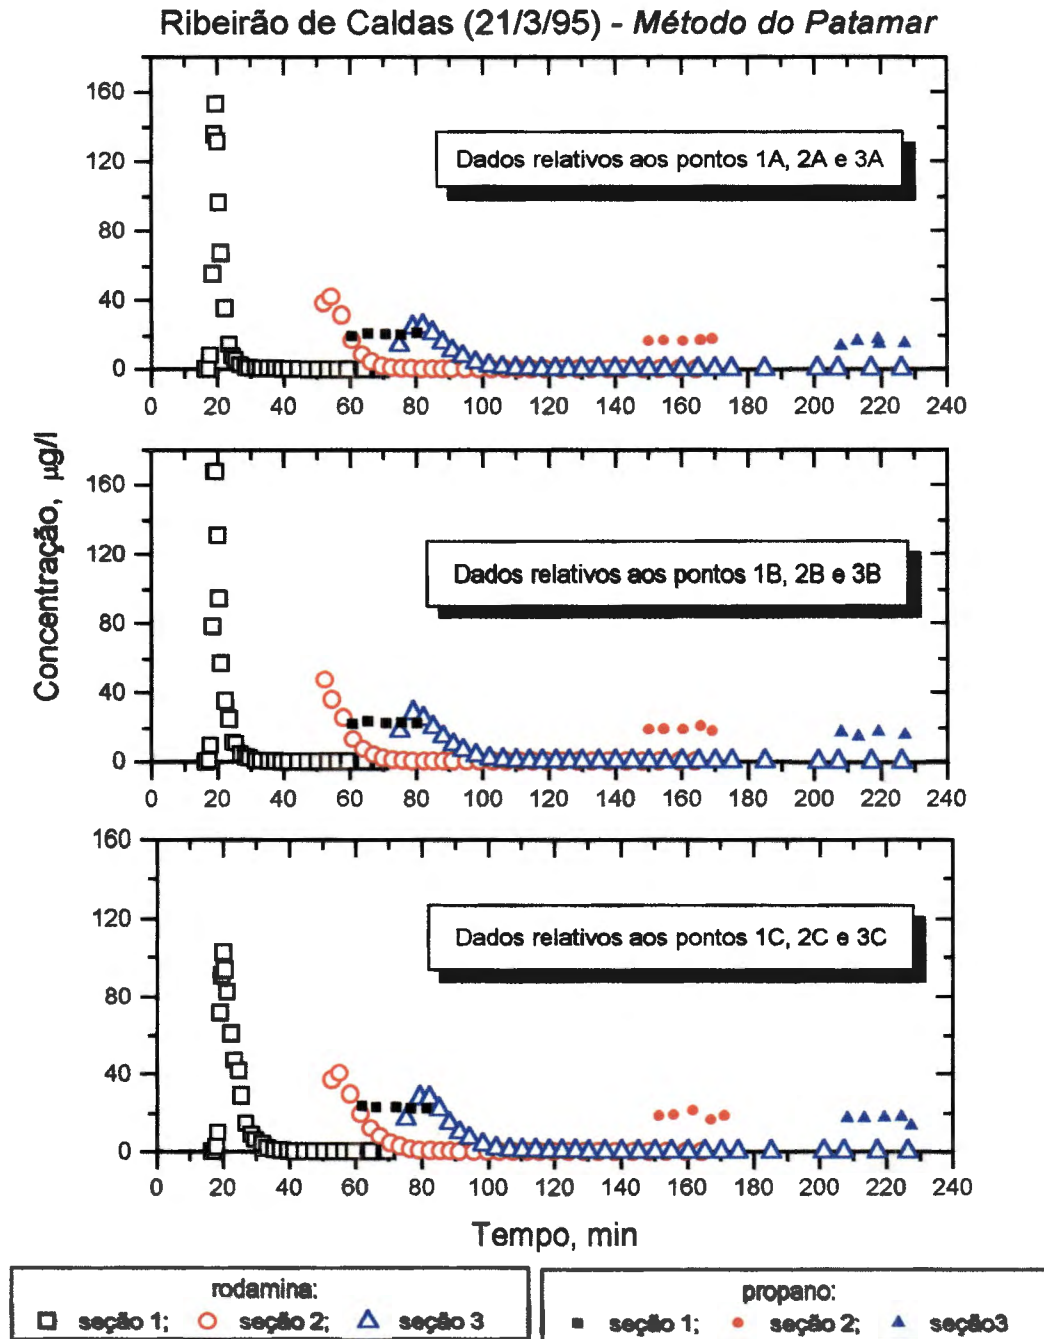 Ribeirão de Caldas (21/3/95) - Método do Patamar
160
120
80
40
0
Dados relativos aos pontos 1A, 2A e 3A
0 20 40 60 80 100 120 140 160 180 200 220 240
Concentração, µg/l
160
120
80
40
0
Dados relativos aos pontos 1B, 2B e 3B
0 20 40 60 80 100 120 140 160 180 200 220 240
160
120
80
40
0
Dados relativos aos pontos 1C, 2C e 3C
0 20 40 60 80 100 120 140 160 180 200 220 240
Tempo, min
rodamina:
seção 1; seção 2; seção 3
propano:
seção 1; seção 2; seção3